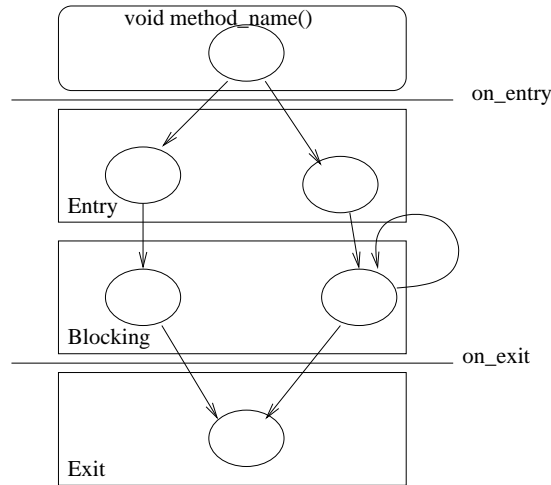 void method_name()
on_entry
Entry
Blocking
on_exit
Exit